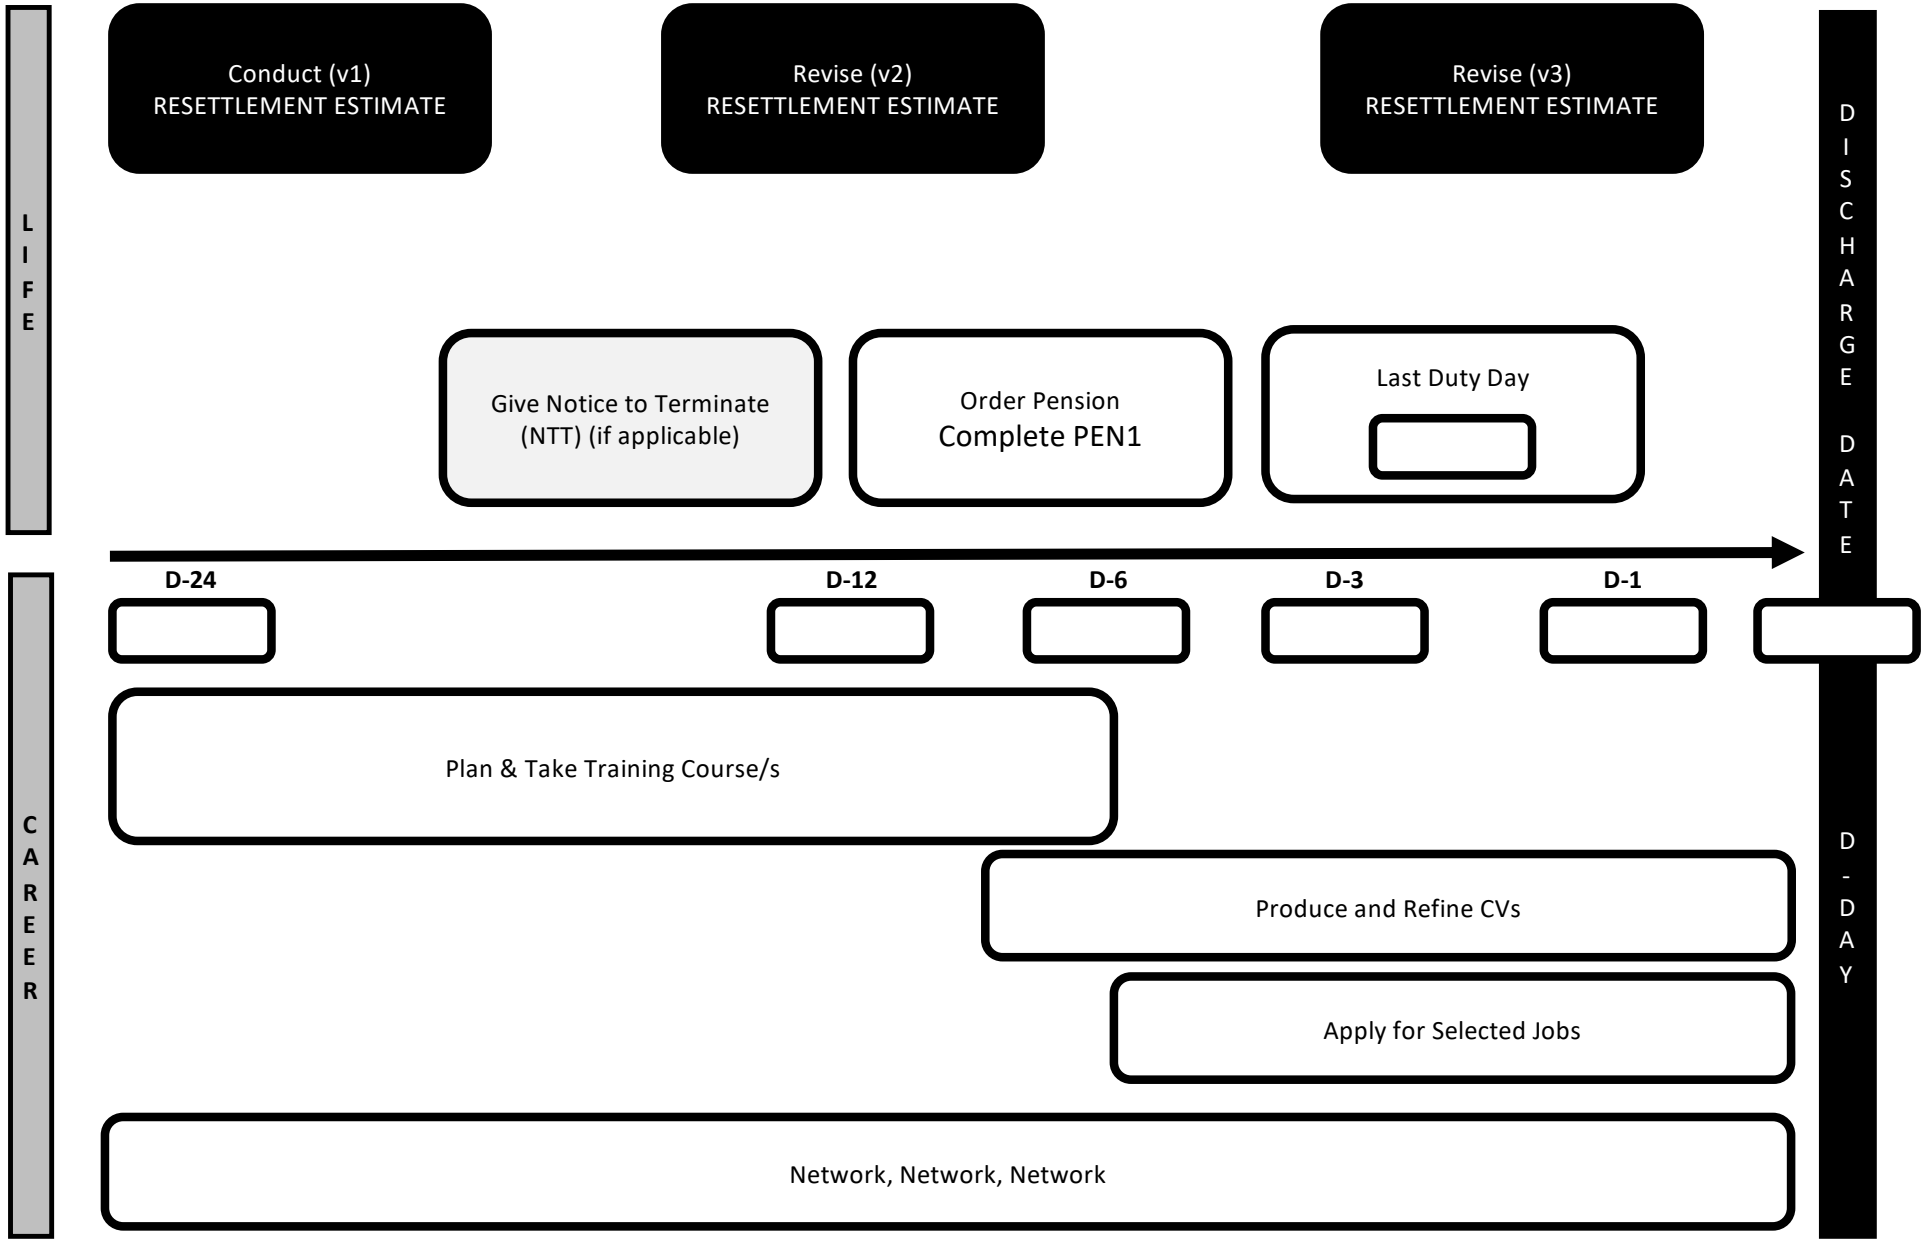 Conduct (v1)
RESETTLEMENT ESTIMATE
Revise (v2)
RESETTLEMENT ESTIMATE
Revise (v3)
RESETTLEMENT ESTIMATE
LIFE
Give Notice to Terminate
(NTT) (if applicable)
Order Pension
Complete PEN1
Last Duty Day
DISCHARGE DATE
D-24
D-12
D-6
D-3
D-1
CAREER
Plan & Take Training Course/s
Produce and Refine CVs
Apply for Selected Jobs
Network, Network, Network
D-DAY